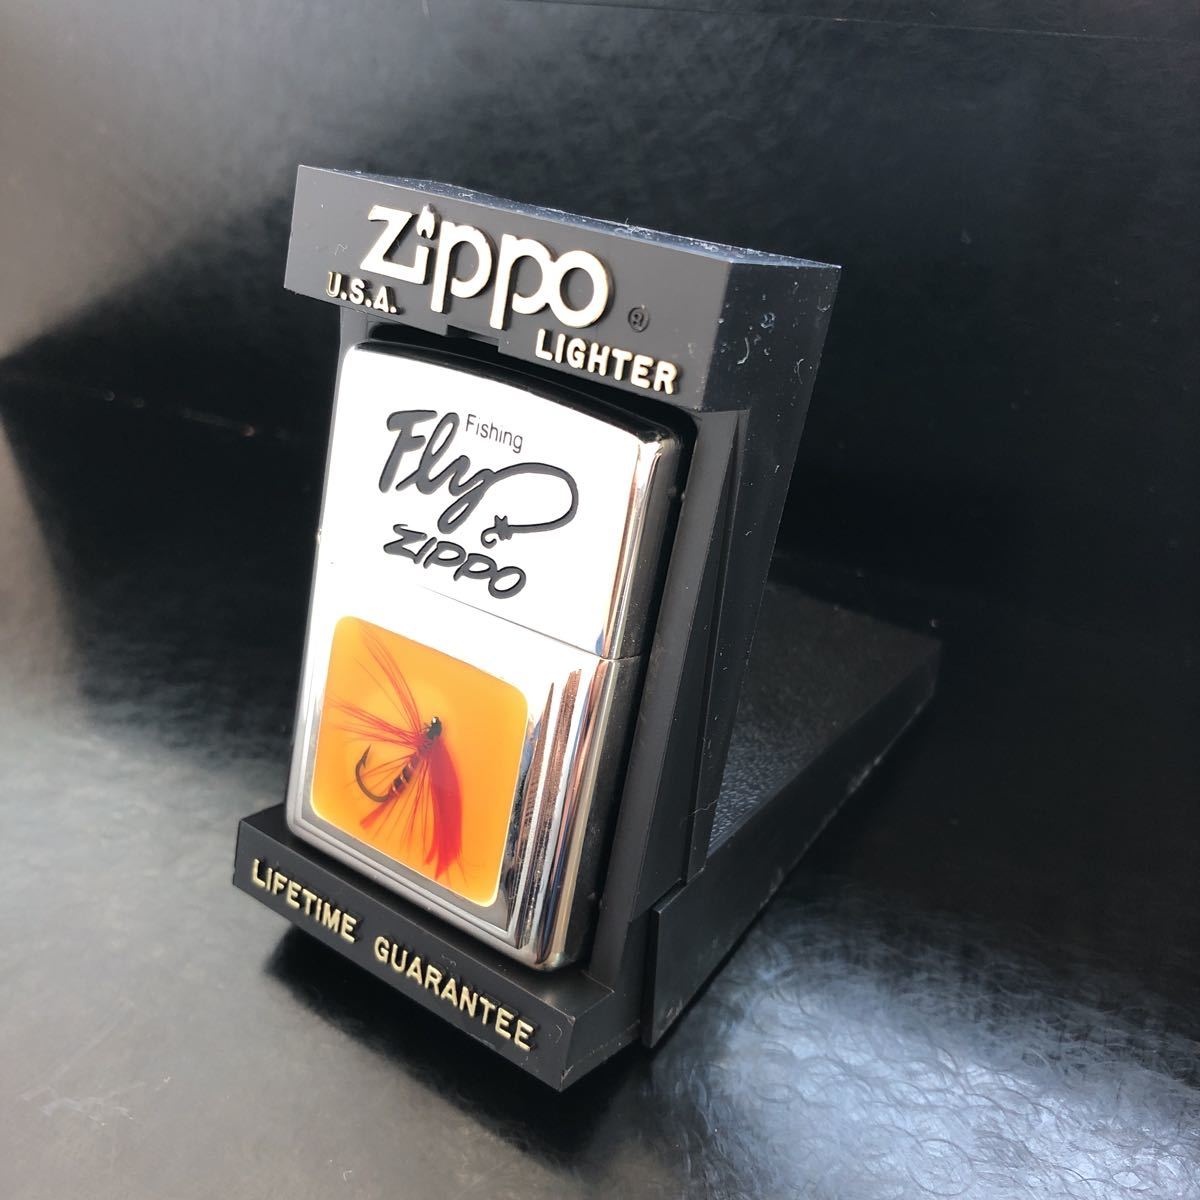 Zippo ®
U.S.A.
LIGHTER
Fly Fishing
ZIPPO
LIFETIME GUARANTEE